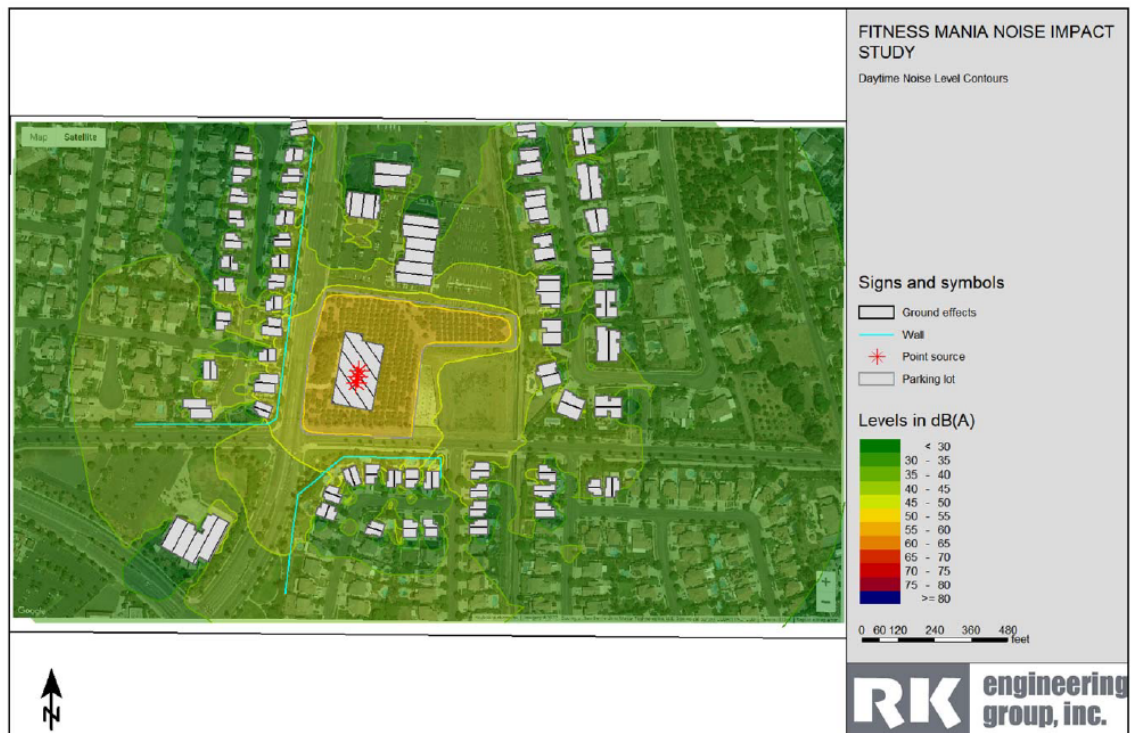 FITNESS MANIA NOISE IMPACT
STUDY
Daytime Noise Level Contours
Map Satellite
Signs and symbols
Ground effects
Wall
Point source
Parking lot
Levels in dB(A)
< 30
30 - 35
35 - 40
40 - 45
45 - 50
50 - 55
55 - 60
60 - 65
65 - 70
70 - 75
75 - 80
>= 80
+
−
Google
0 60 120 240 360 480
feet
N
RK engineering
group, inc.